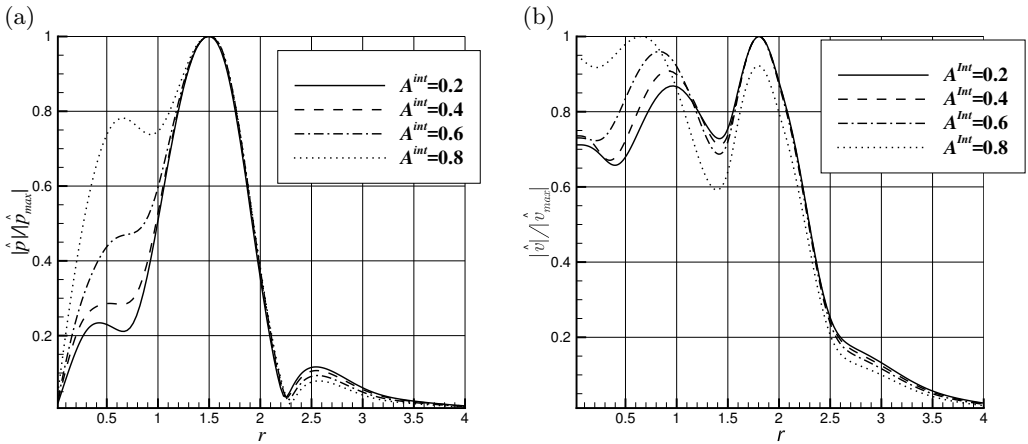 (a)
1
0.8
0.6
0.4
0.2
0.5
1
1.5
2
2.5
3
3.5
4
r
|p̂|/|p̂max|
A^int=0.2
A^int=0.4
A^int=0.6
A^int=0.8
(b)
1
0.8
0.6
0.4
0.2
0.5
1
1.5
2
2.5
3
3.5
4
r
|v̂|/|v̂max|
A^Int=0.2
A^Int=0.4
A^Int=0.6
A^Int=0.8